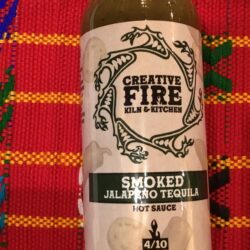 CREATIVE
FIRE
KILN & KITCHEN
SMOKED
JALAPEÑO TEQUILA
HOT SAUCE
4/10